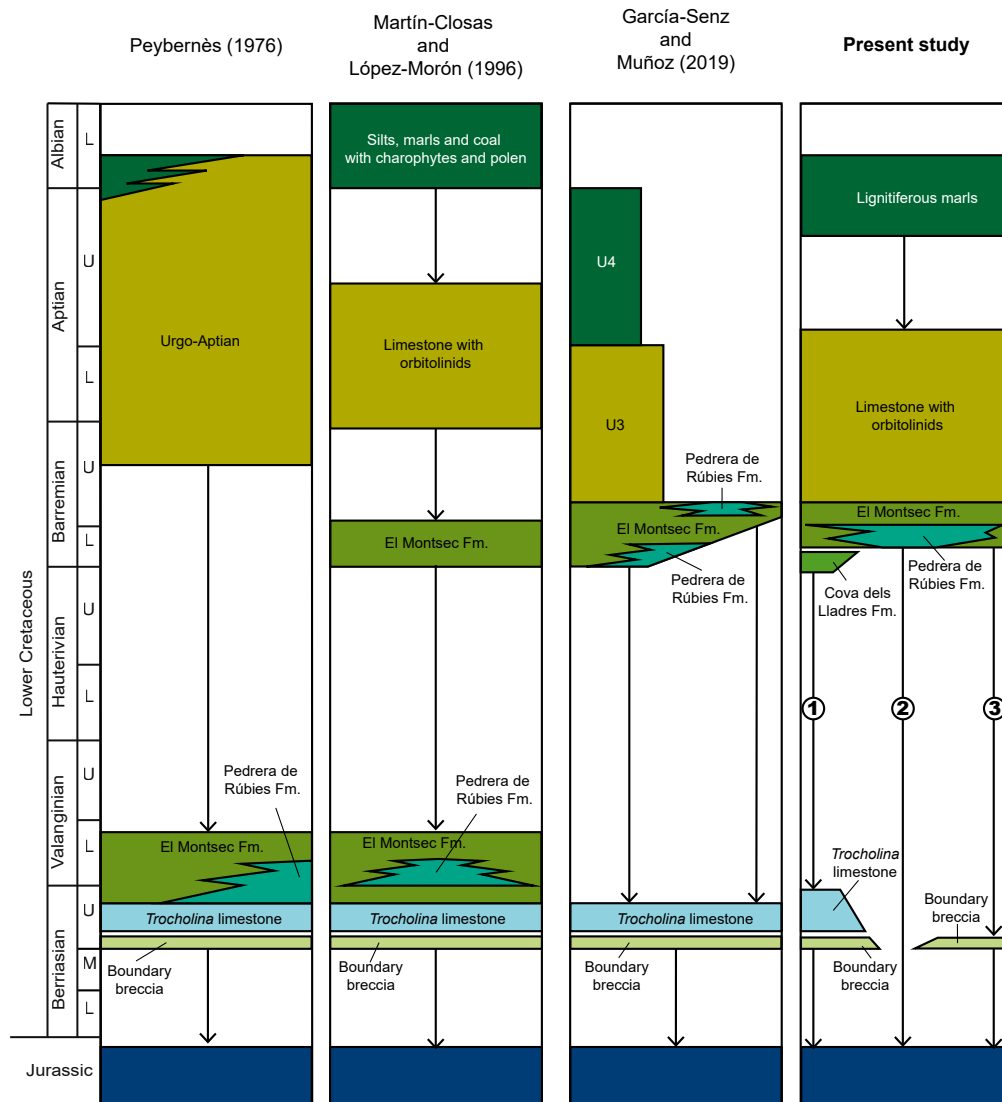 Peybernès (1976)
Martín-Closas
and
López-Morón (1996)
García-Senz
and
Muñoz (2019)
Present study
Lower Cretaceous
Albian
L
Aptian
U
L
Barremian
U
L
Hauterivian
U
L
Valanginian
U
L
Berriasian
U
M
L
Jurassic
Urgo-Aptian
Pedrera de
Rúbies Fm.
El Montsec Fm.
Trocholina limestone
Boundary
breccia
Silts, marls and coal
with charophytes and polen
Limestone with
orbitolinids
El Montsec Fm.
Pedrera de
Rúbies Fm.
El Montsec Fm.
Trocholina limestone
Boundary
breccia
U4
U3
Pedrera de
Rúbies Fm.
El Montsec Fm.
Pedrera de
Rúbies Fm.
Trocholina limestone
Boundary
breccia
Lignitiferous marls
Limestone with
orbitolinids
El Montsec Fm.
Pedrera de
Rúbies Fm.
Cova dels
Lladres Fm.
1
2
3
Trocholina
limestone
Boundary
breccia
Boundary
breccia